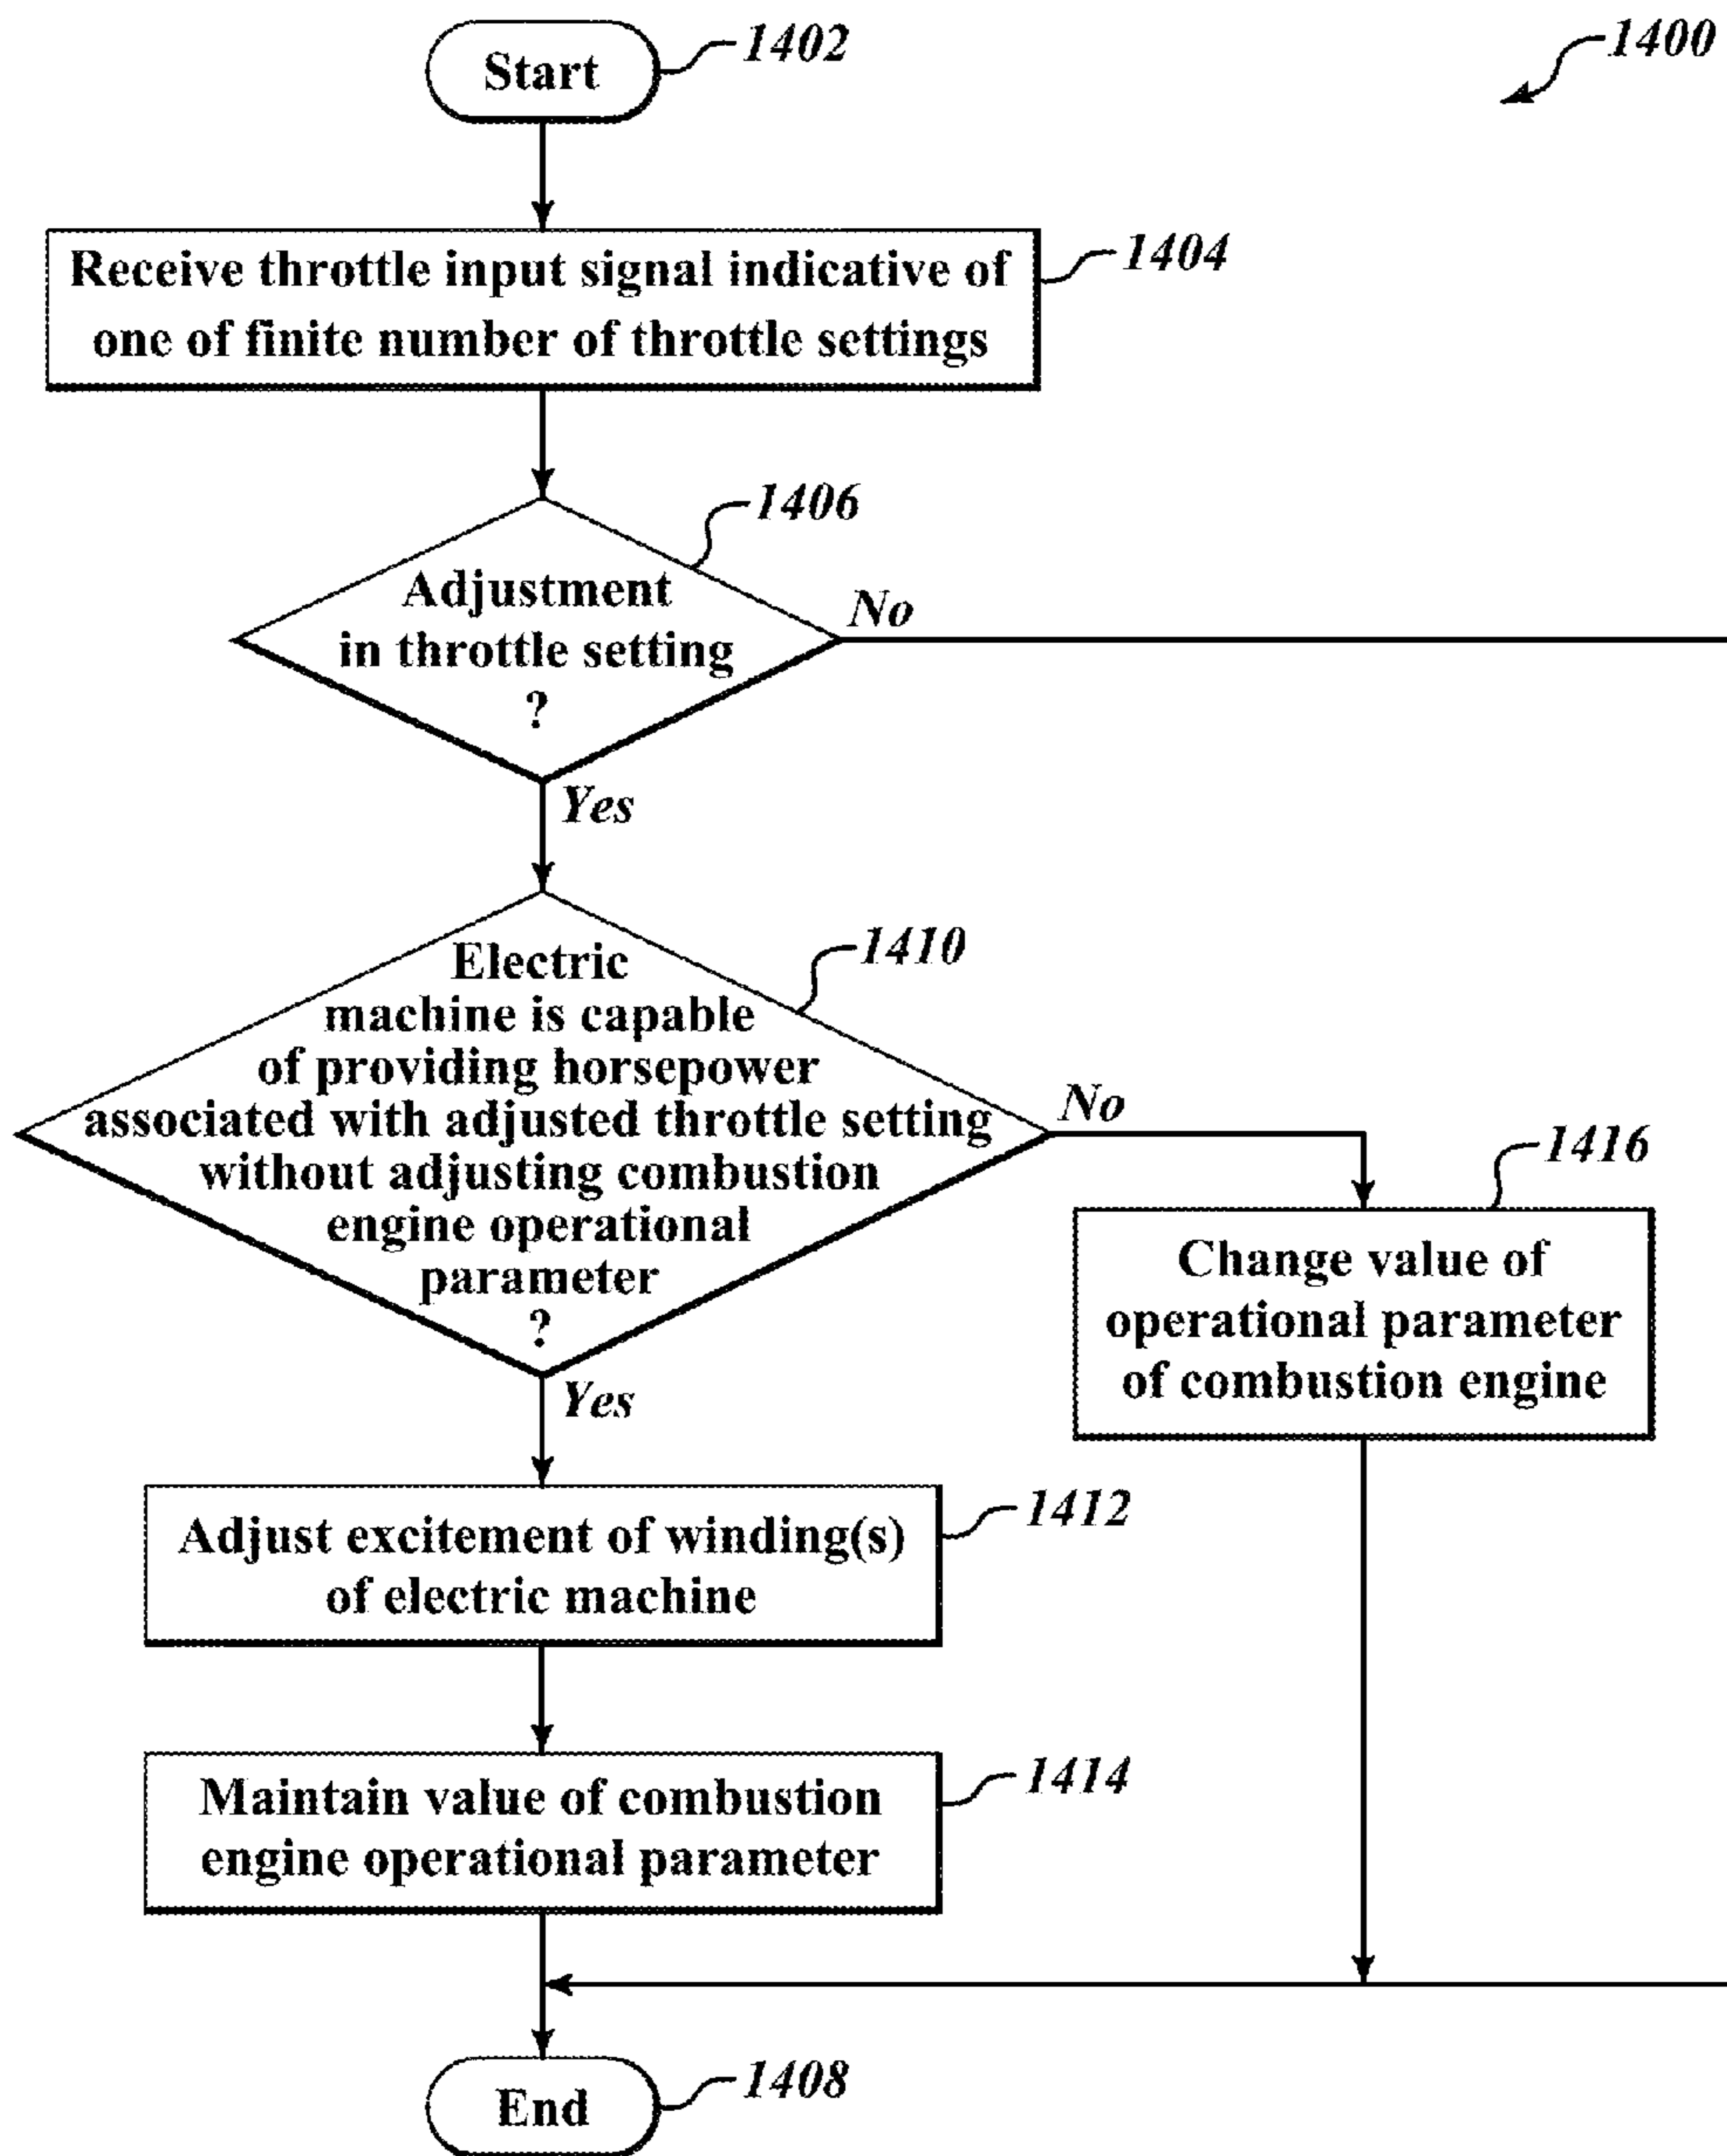 Start
1402
1400
Receive throttle input signal indicative of
one of finite number of throttle settings
1404
1406
Adjustment
in throttle setting
?
No
Yes
Electric
machine is capable
of providing horsepower
associated with adjusted throttle setting
without adjusting combustion
engine operational
parameter
?
1410
No
Yes
1416
Change value of
operational parameter
of combustion engine
Adjust excitement of winding(s)
of electric machine
1412
Maintain value of combustion
engine operational parameter
1414
End
1408